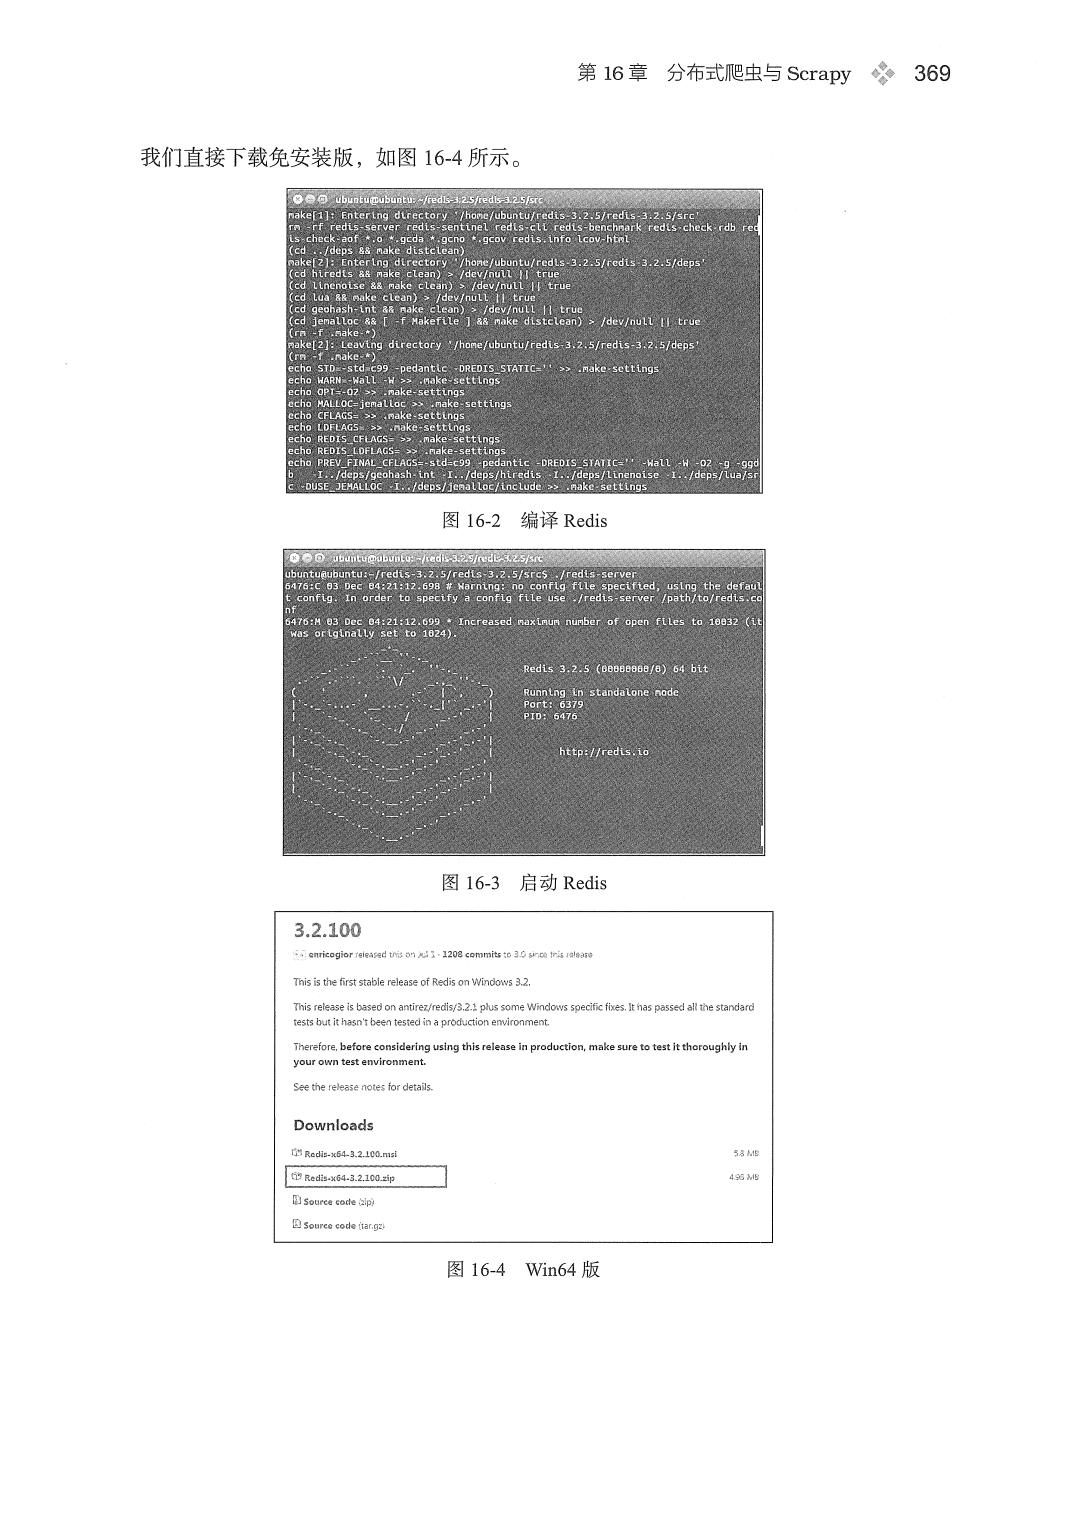 第 16 章 分布式爬虫与 Scrapy 369
我们直接下载免安装版，如图 16-4 所示。
ubuntu@ubuntu: ~/redis-3.2.5/redis-3.2.5/src
make[1]: Entering directory '/home/ubuntu/redis-3.2.5/redis-3.2.5/src'
rm -rf redis-server redis-sentinel redis-cli redis-benchmark redis-check-rdb red
is-check-aof *.o *.gcda *.gcno *.gcov redis.info lcov-html
(cd ../deps && make distclean)
make[2]: Entering directory '/home/ubuntu/redis-3.2.5/redis-3.2.5/deps'
(cd hiredis && make clean) > /dev/null || true
(cd linenoise && make clean) > /dev/null || true
(cd lua && make clean) > /dev/null || true
(cd geohash-int && make clean) > /dev/null || true
(cd jemalloc && [ -f Makefile ] && make distclean) > /dev/null || true
(rm -f .make-*)
make[2]: Leaving directory '/home/ubuntu/redis-3.2.5/redis-3.2.5/deps'
(rm -f .make-*)
echo STD=-std=c99 -pedantic -DREDIS_STATIC='' >> .make-settings
echo WARN=-Wall -W >> .make-settings
echo OPT=-O2 >> .make-settings
echo MALLOC=jemalloc >> .make-settings
echo CFLAGS= >> .make-settings
echo LDFLAGS= >> .make-settings
echo REDIS_CFLAGS= >> .make-settings
echo REDIS_LDFLAGS= >> .make-settings
echo PREV_FINAL_CFLAGS=-std=c99 -pedantic -DREDIS_STATIC='' -Wall -W -O2 -g -ggd
b -I../deps/geohash-int -I../deps/hiredis -I../deps/linenoise -I../deps/lua/sr
c -DUSE_JEMALLOC -I../deps/jemalloc/include >> .make-settings
图 16-2 编译 Redis
ubuntu@ubuntu: ~/redis-3.2.5/redis-3.2.5/src
ubuntu@ubuntu:~/redis-3.2.5/redis-3.2.5/src$ ./redis-server
6476:C 03 Dec 04:21:12.698 # Warning: no config file specified, using the defaul
t config. In order to specify a config file use ./redis-server /path/to/redis.co
nf
6476:M 03 Dec 04:21:12.699 * Increased maximum number of open files to 10032 (it
was originally set to 1024).
Redis 3.2.5 (00000000/0) 64 bit
Running in standalone mode
Port: 6379
PID: 6476
http://redis.io
图 16-3 启动 Redis
3.2.100
enricogior released this on Jul 1 · 1208 commits to 3.0 since this release
This is the first stable release of Redis on Windows 3.2.
This release is based on antirez/redis/3.2.1 plus some Windows specific fixes. It has passed all the standard
tests but it hasn't been tested in a production environment.
Therefore, before considering using this release in production, make sure to test it thoroughly in
your own test environment.
See the release notes for details.
Downloads
Redis-x64-3.2.100.msi 5.8 MB
Redis-x64-3.2.100.zip 4.98 MB
Source code (zip)
Source code (tar.gz)
图 16-4 Win64 版